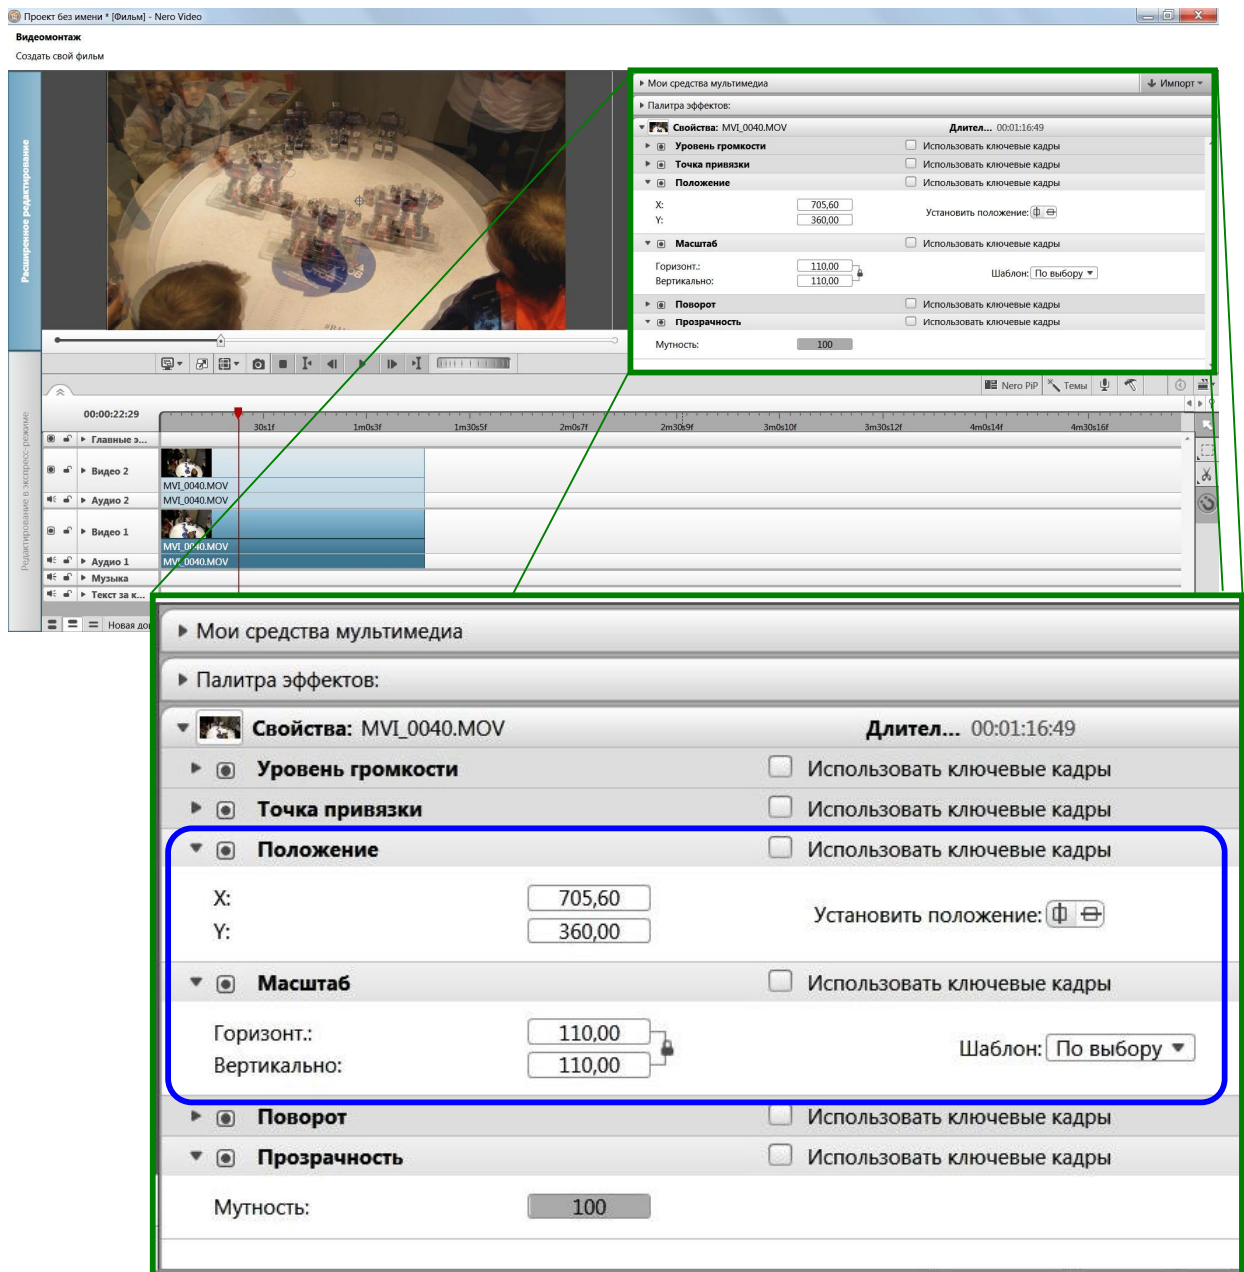 Проект без имени * [Фильм] - Nero Video
Видеомонтаж
Создать свой фильм
Расширенное редактирование
Редактирование в экспресс-режиме
Мои средства мультимедиа
Импорт
Палитра эффектов:
Свойства: MVI_0040.MOV Длител... 00:01:16:49
Уровень громкости Использовать ключевые кадры
Точка привязки Использовать ключевые кадры
Положение Использовать ключевые кадры
X: 705,60
Y: 360,00
Установить положение:
Масштаб Использовать ключевые кадры
Горизонт.: 110,00
Вертикально: 110,00
Шаблон: По выбору
Поворот Использовать ключевые кадры
Прозрачность Использовать ключевые кадры
Мутность: 100
Nero PiP Темы
00:00:22:29
30s1f 1m0s3f 1m30s5f 2m0s7f 2m30s9f 3m0s10f 3m30s12f 4m0s14f 4m30s16f
Главные э...
Видео 2
MVI_0040.MOV
Аудио 2 MVI_0040.MOV
Видео 1
MVI_0040.MOV
Аудио 1 MVI_0040.MOV
Музыка
Текст за к...
Новая до
Мои средства мультимедиа
Палитра эффектов:
Свойства: MVI_0040.MOV Длител... 00:01:16:49
Уровень громкости Использовать ключевые кадры
Точка привязки Использовать ключевые кадры
Положение Использовать ключевые кадры
X: 705,60
Y: 360,00
Установить положение:
Масштаб Использовать ключевые кадры
Горизонт.: 110,00
Вертикально: 110,00
Шаблон: По выбору
Поворот Использовать ключевые кадры
Прозрачность Использовать ключевые кадры
Мутность: 100